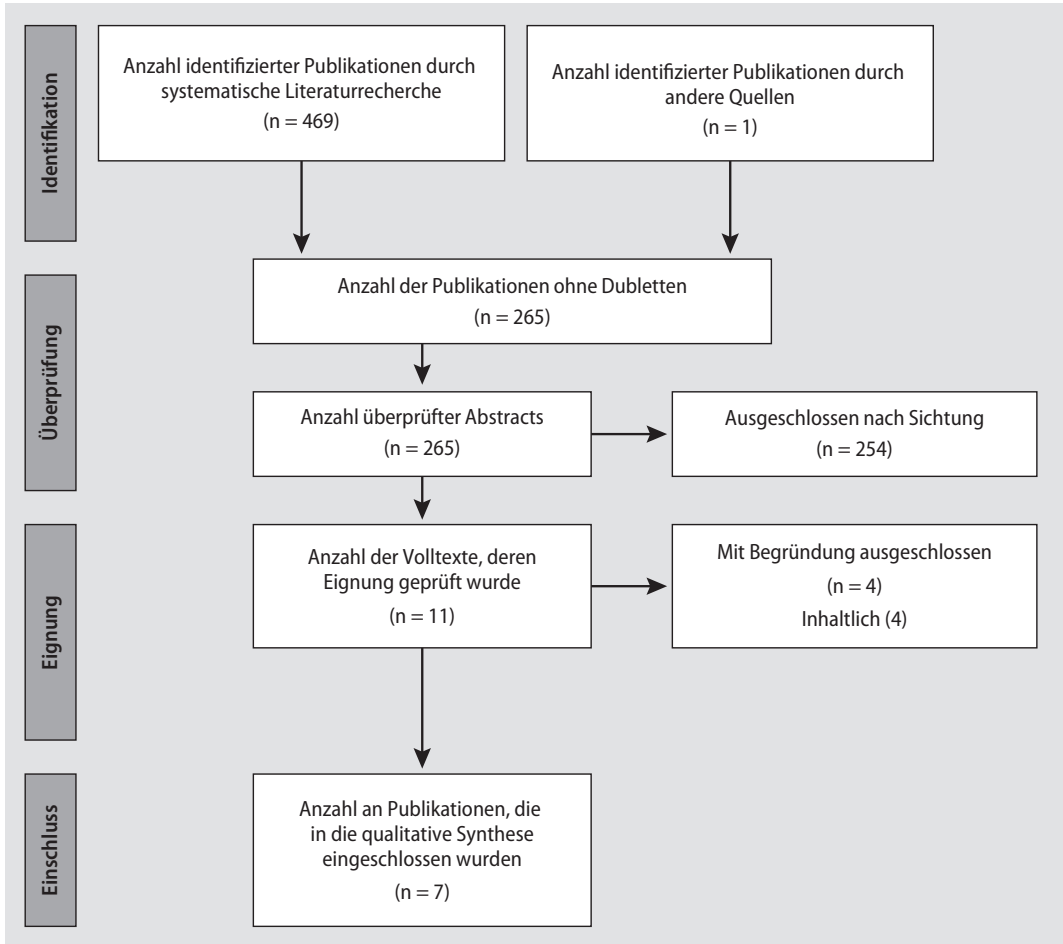 Identifikation
Anzahl identifizierter Publikationen durch
systematische Literaturrecherche
(n = 469)
Anzahl identifizierter Publikationen durch
andere Quellen
(n = 1)
Überprüfung
Anzahl der Publikationen ohne Dubletten
(n = 265)
Anzahl überprüfter Abstracts
(n = 265)
Ausgeschlossen nach Sichtung
(n = 254)
Eignung
Anzahl der Volltexte, deren
Eignung geprüft wurde
(n = 11)
Mit Begründung ausgeschlossen
(n = 4)
Inhaltlich (4)
Einschluss
Anzahl an Publikationen, die
in die qualitative Synthese
eingeschlossen wurden
(n = 7)